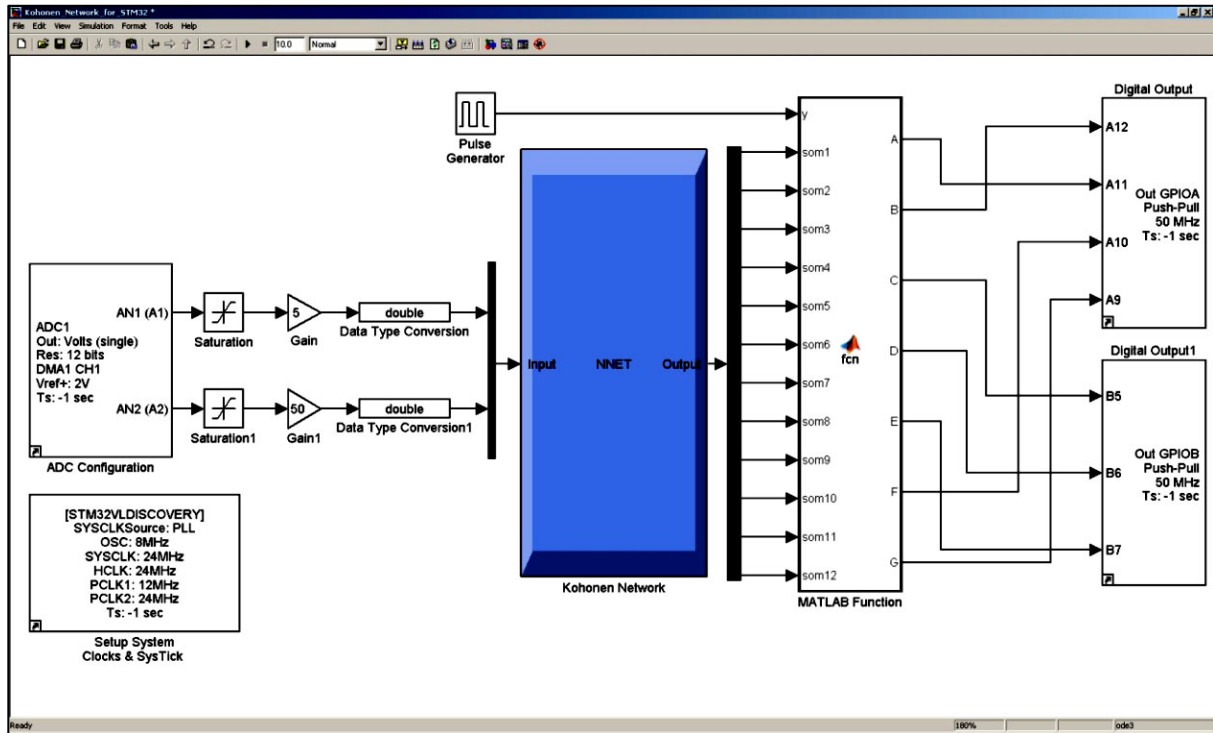 Kohonen_Network_for_STM32 *
File Edit View Simulation Format Tools Help
10.0 Normal
Pulse
Generator
ADC1
Out: Volts (single)
Res: 12 bits
DMA1 CH1
Vref+: 2V
Ts: -1 sec
AN1 (A1)
AN2 (A2)
ADC Configuration
Saturation
5
Gain
double
Data Type Conversion
Saturation1
50
Gain1
double
Data Type Conversion1
[STM32VLDISCOVERY]
SYSCLKSource: PLL
OSC: 8MHz
SYSCLK: 24MHz
HCLK: 24MHz
PCLK1: 12MHz
PCLK2: 24MHz
Ts: -1 sec
Setup System
Clocks & SysTick
Input NNET Output
Kohonen Network
y
som1
som2
som3
som4
som5
som6
som7
som8
som9
som10
som11
som12
fcn
A
B
C
D
E
F
G
MATLAB Function
Digital Output
A12
A11
A10
A9
Out GPIOA
Push-Pull
50 MHz
Ts: -1 sec
Digital Output1
B5
B6
B7
Out GPIOB
Push-Pull
50 MHz
Ts: -1 sec
Ready 180% ode3